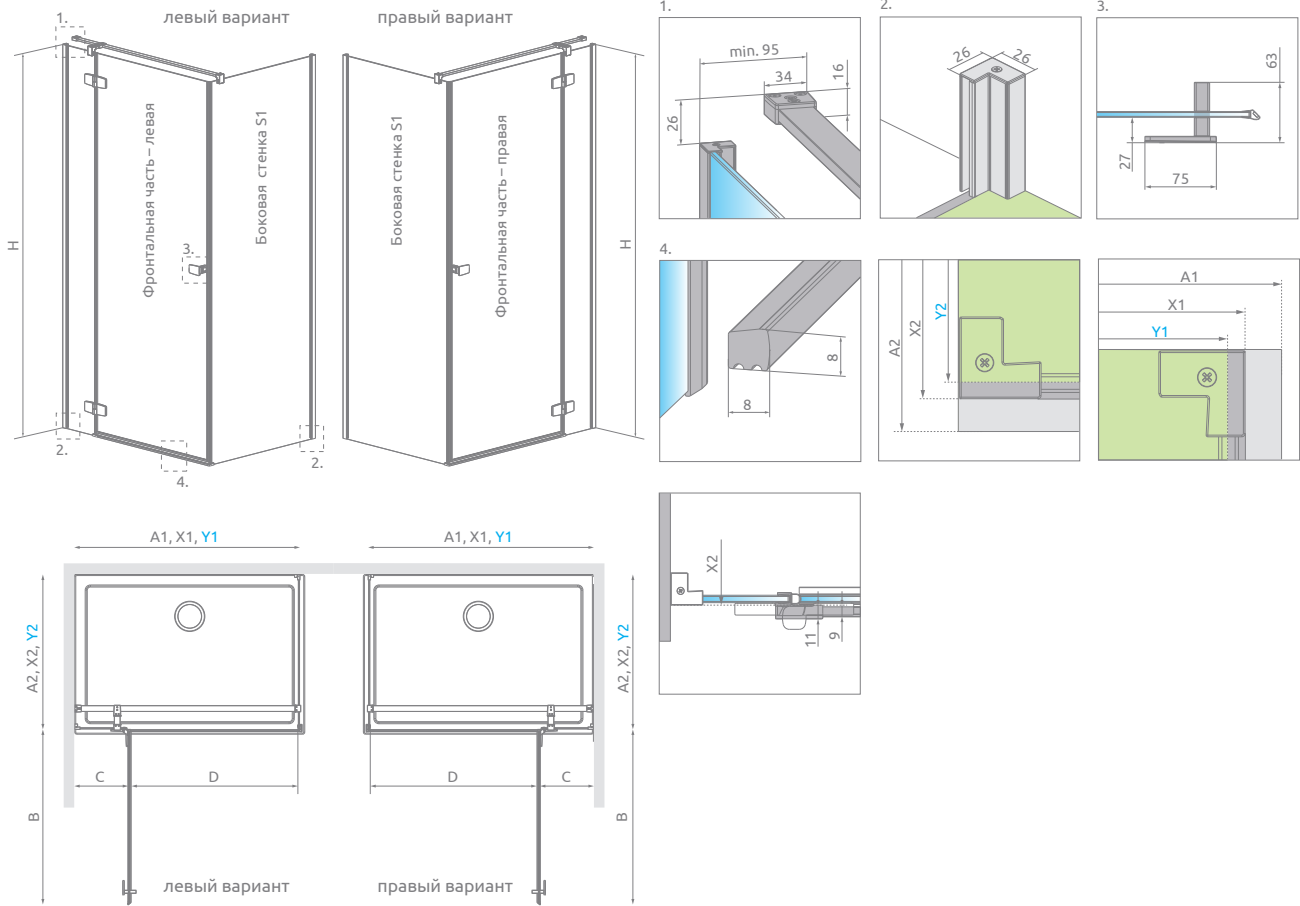 левый вариант
правый вариант
1.
H
Фронтальная часть – левая
Боковая стенка S1
3.
2.
4.
2.
Боковая стенка S1
Фронтальная часть – правая
H
1.
min. 95
34
16
26
2.
26
26
3.
63
27
75
4.
8
8
A2
X2
Y2
A1
X1
Y1
A1, X1, Y1
A1, X1, Y1
A2, X2, Y2
A2, X2, Y2
C
D
D
C
B
B
левый вариант
правый вариант
X2
11
9